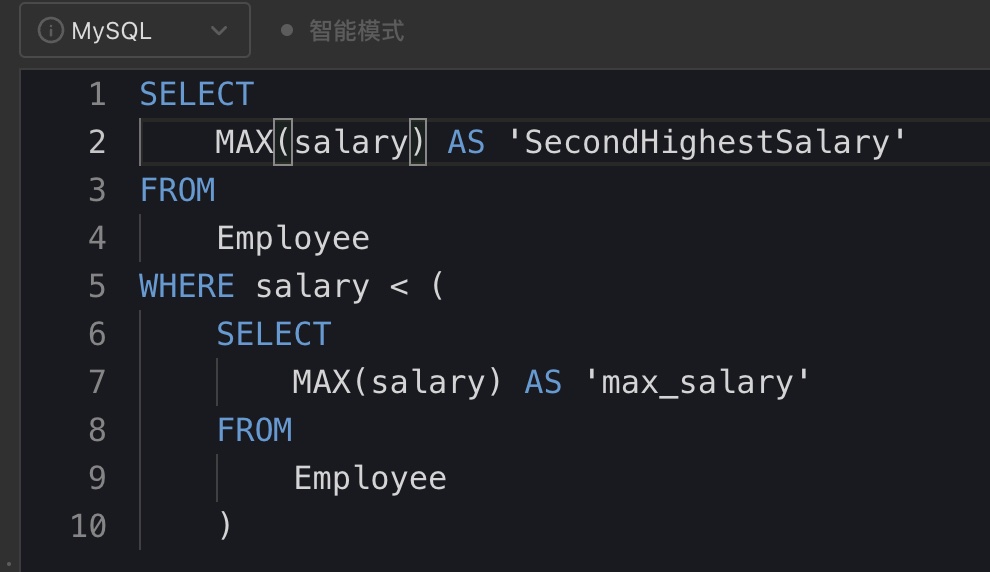 MySQL 智能模式
1 SELECT
2 MAX(salary) AS 'SecondHighestSalary'
3 FROM
4 Employee
5 WHERE salary < (
6 SELECT
7 MAX(salary) AS 'max_salary'
8 FROM
9 Employee
10 )